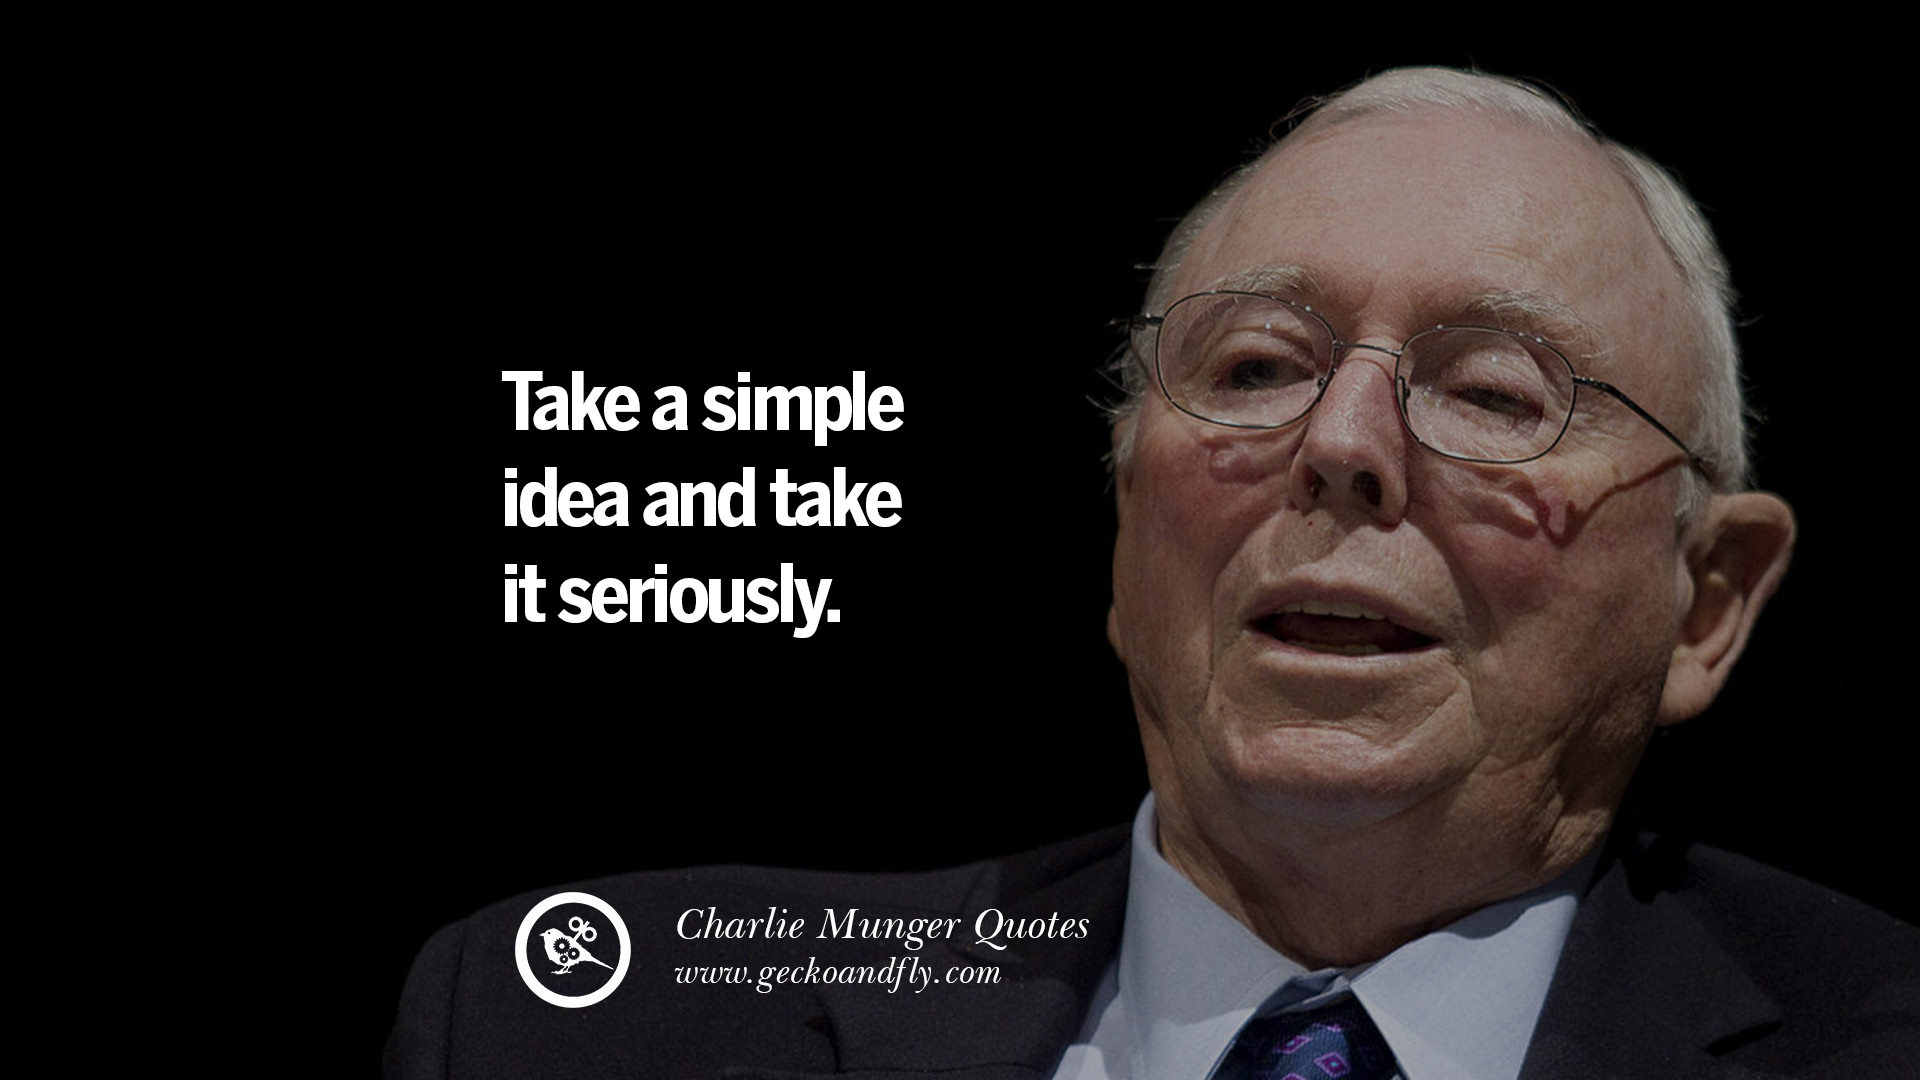 Take a simple
idea and take
it seriously.
Charlie Munger Quotes
www.geckoandfly.com